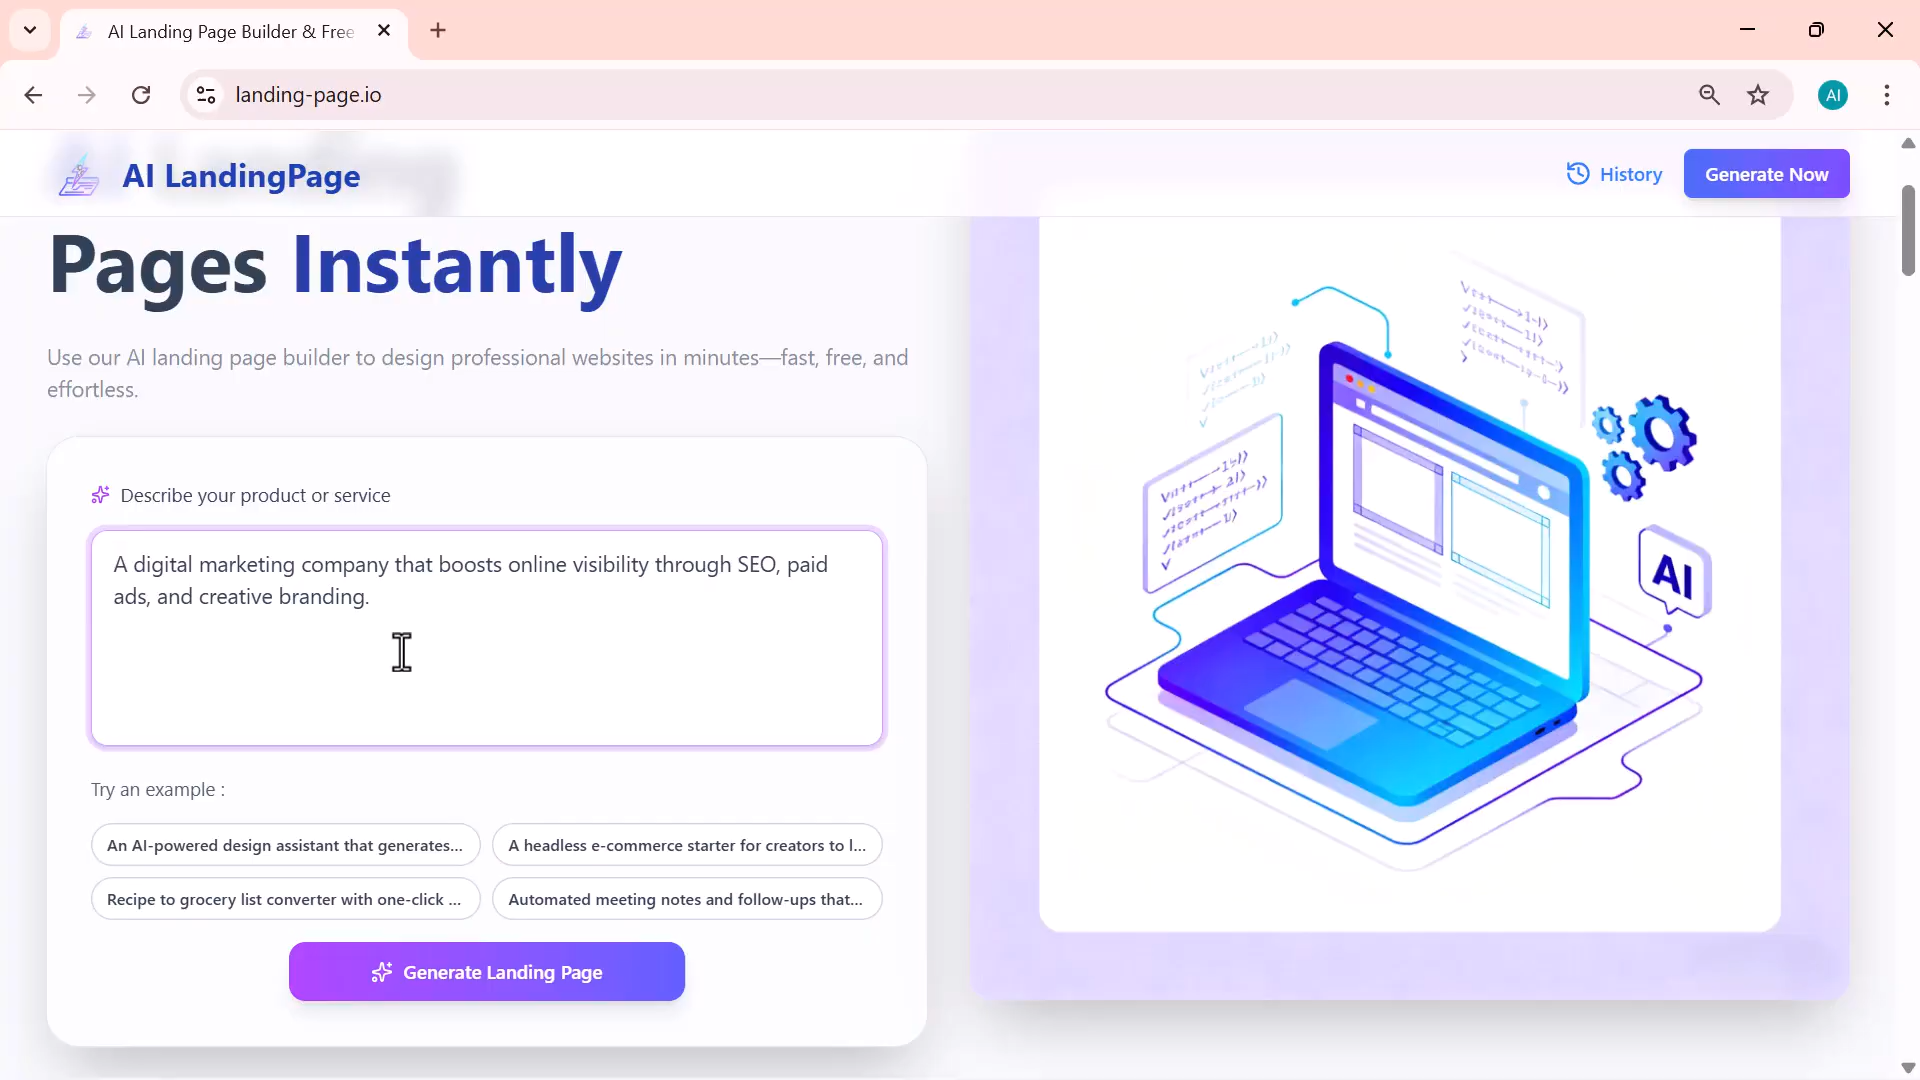 AI Landing Page Builder & Free
landing-page.io
AI
AI LandingPage
History
Generate Now
Pages Instantly
Use our AI landing page builder to design professional websites in minutes—fast, free, and
effortless.
Describe your product or service
A digital marketing company that boosts online visibility through SEO, paid
ads, and creative branding.
Try an example :
An AI-powered design assistant that generates...
A headless e-commerce starter for creators to l...
Recipe to grocery list converter with one-click ...
Automated meeting notes and follow-ups that...
Generate Landing Page
AI